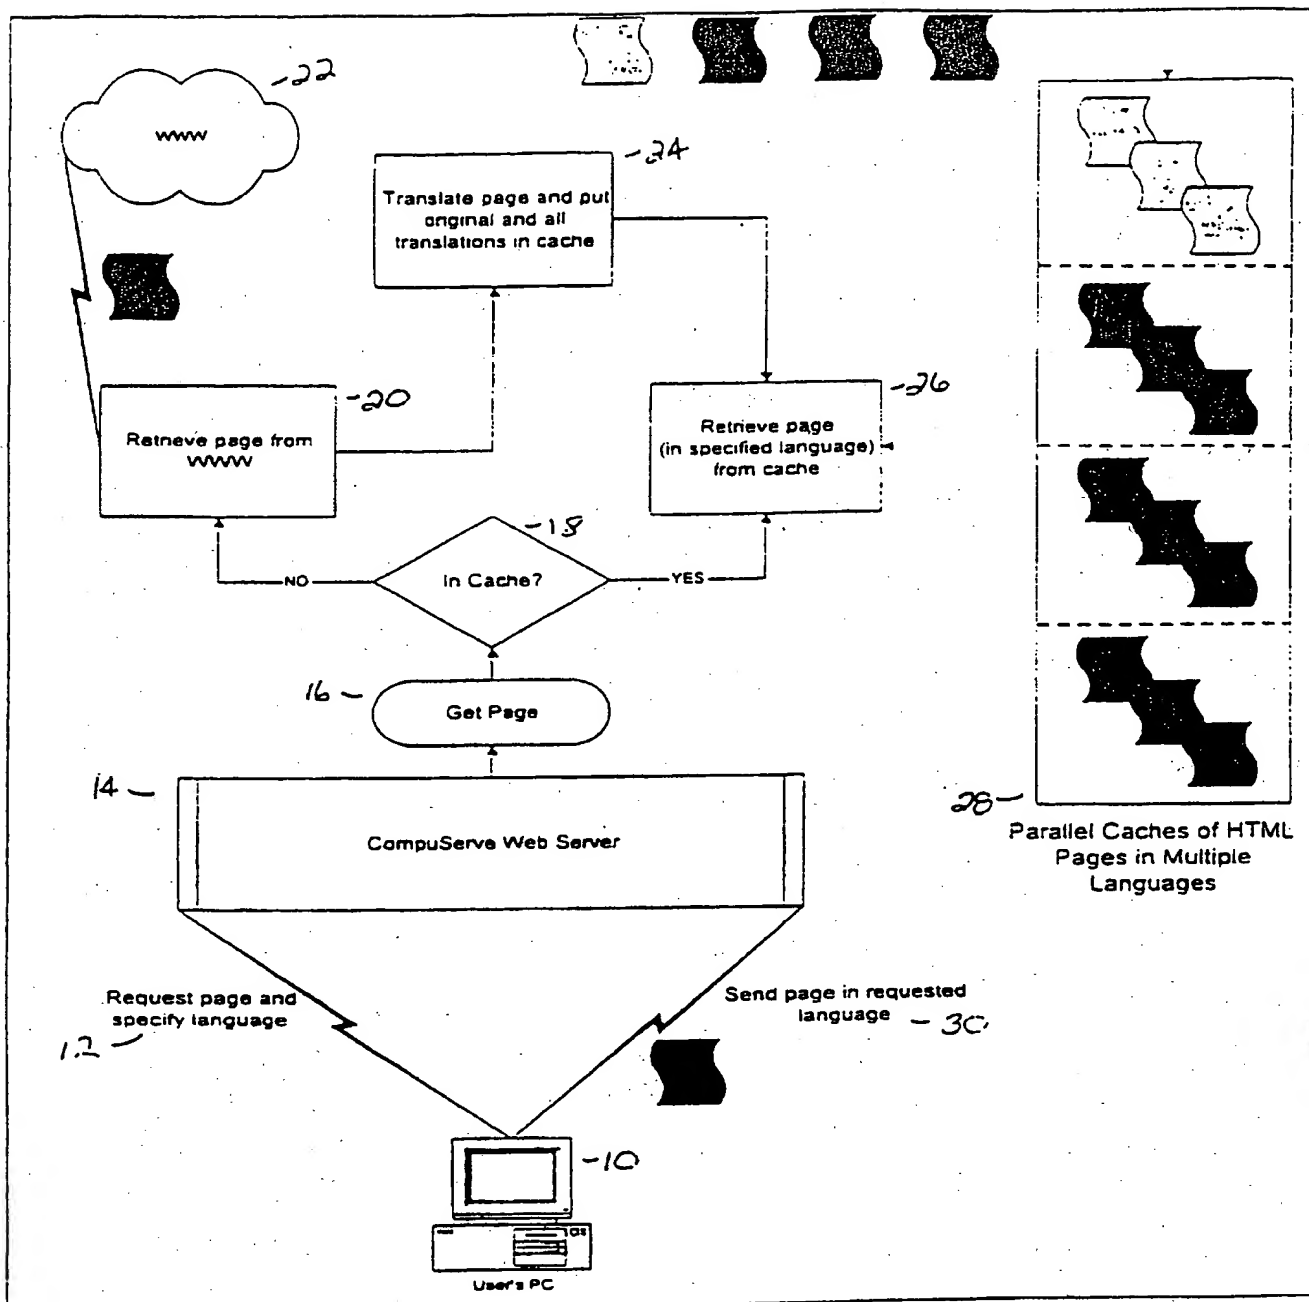 -22
WWW
-24
Translate page and put
original and all
translations in cache
-20
Retrieve page from
WWW
-26
Retrieve page
(in specified language)
from cache
-18
In Cache?
NO
YES
16 -
Get Page
14 -
CompuServe Web Server
28 -
Parallel Caches of HTML
Pages in Multiple
Languages
Request page and
specify language
12 -
Send page in requested
language
- 30
-10
User's PC